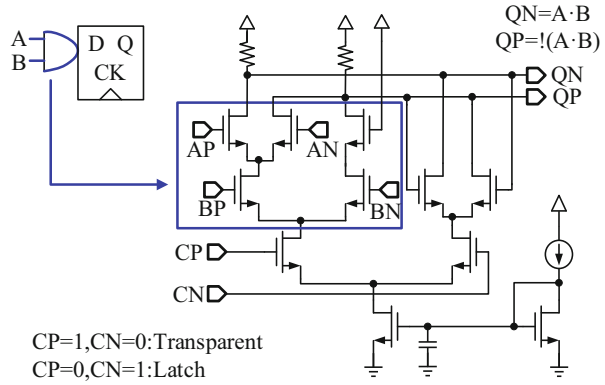 A
B
D Q
CK
QN=A·B
QP=!(A·B)
QN
QP
AP
AN
BP
BN
CP
CN
CP=1,CN=0:Transparent
CP=0,CN=1:Latch